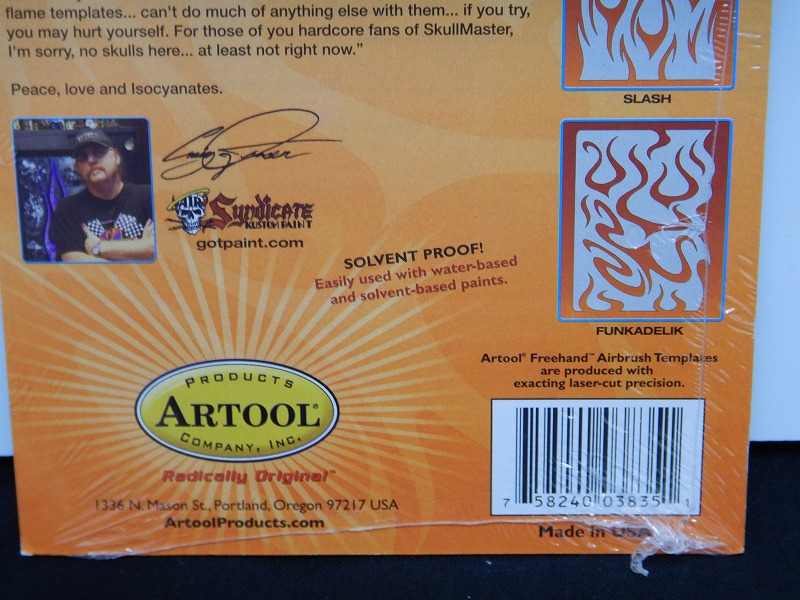 flame templates... can't do much of anything else with them... if you try,
you may hurt yourself. For those of you hardcore fans of SkullMaster,
I'm sorry, no skulls here... at least not right now."
Peace, love and Isocyanates.
SLASH
AIR
Syndicate
KUSTOM PAINT
gotpaint.com
SOLVENT PROOF!
Easily used with water-based
and solvent-based paints.
FUNKADELIK
Artool® Freehand™ Airbrush Templates
are produced with
exacting laser-cut precision.
PRODUCTS
ARTOOL®
COMPANY, INC.
Radically Original™
1336 N. Mason St., Portland, Oregon 97217 USA
ArtoolProducts.com
7 58240 03835 1
Made in USA